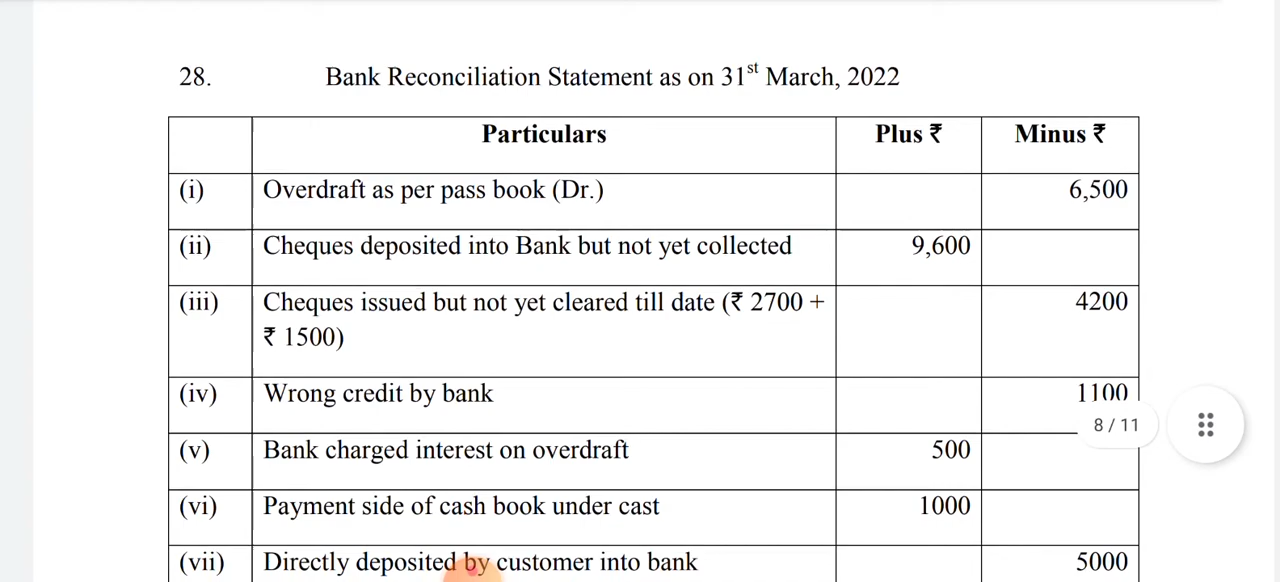 28. Bank Reconciliation Statement as on 31st March, 2022
Particulars Plus ₹ Minus ₹
(i) Overdraft as per pass book (Dr.) 6,500
(ii) Cheques deposited into Bank but not yet collected 9,600
(iii) Cheques issued but not yet cleared till date (₹ 2700 + 4200
₹ 1500)
(iv) Wrong credit by bank 1100
8 / 11
(v) Bank charged interest on overdraft 500
(vi) Payment side of cash book under cast 1000
(vii) Directly deposited by customer into bank 5000